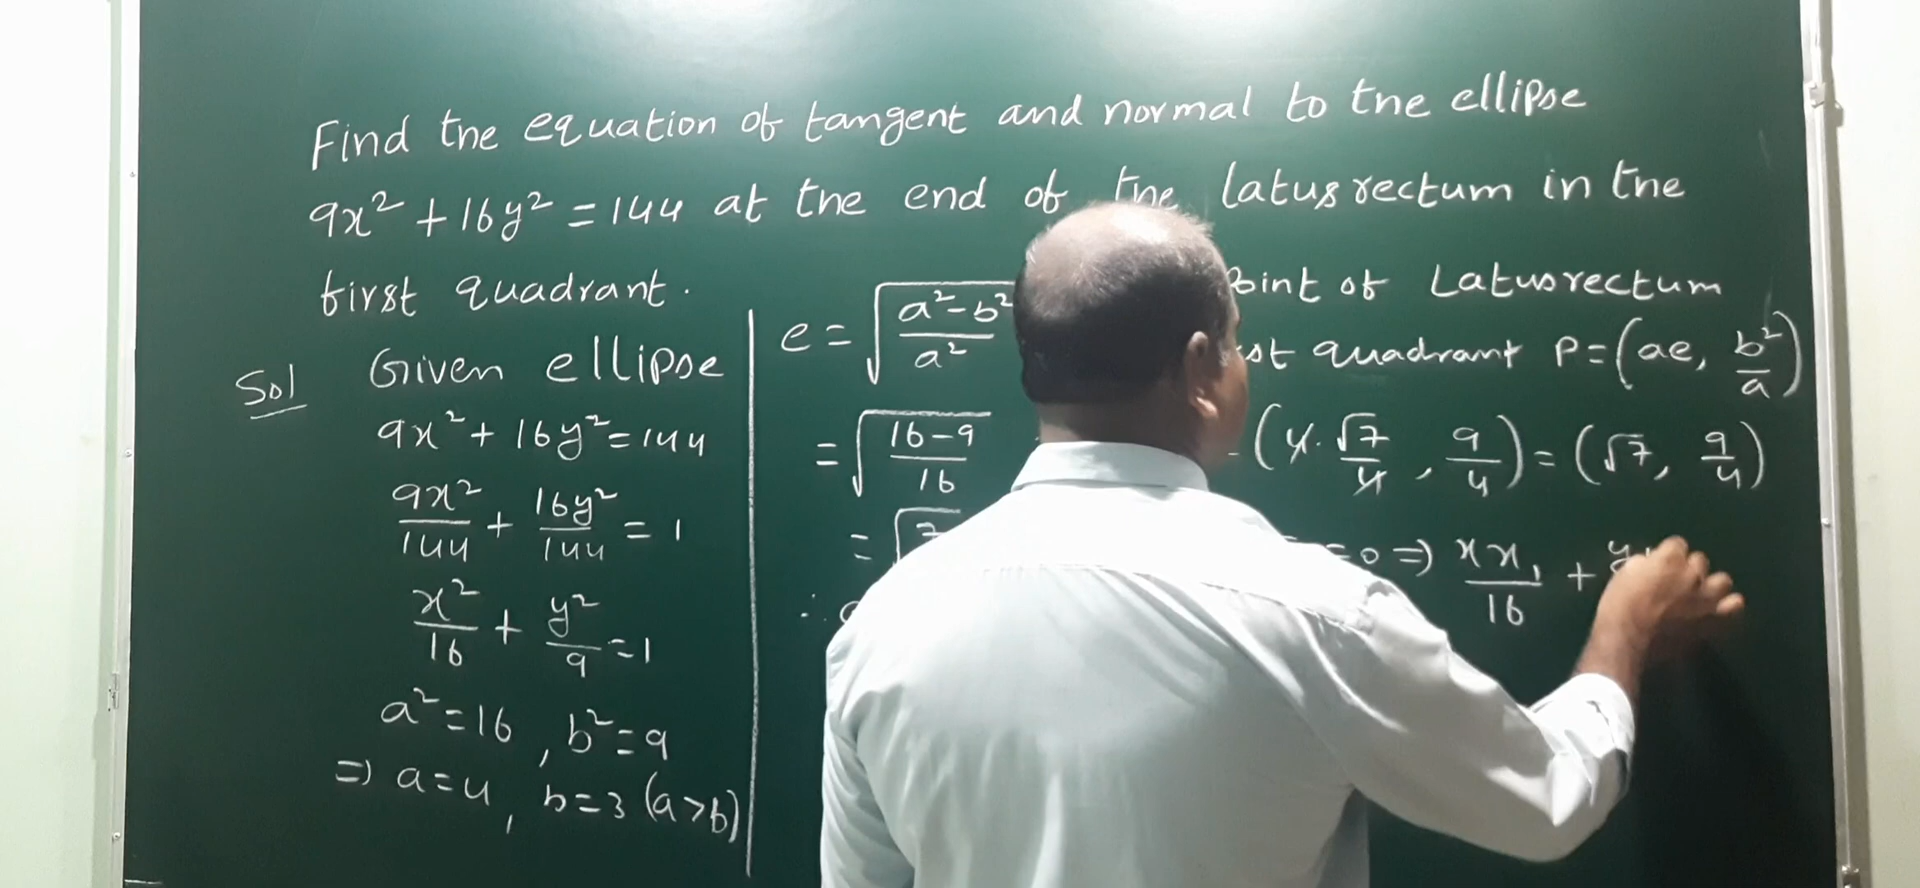 Find the equation of tangent and normal to the ellipse
9x² + 16y² = 144 at the end of the latus rectum in the
first quadrant.
Sol Given ellipse
9x² + 16y² = 144
9x²/144 + 16y²/144 = 1
x²/16 + y²/9 = 1
a² = 16, b² = 9
⇒ a = 4, b = 3 (a > b)
e = √((a² - b²)/a²)
= √((16 - 9)/16)
= √7
∴
Point of Latusrectum
quadrant P = (ae, b²/a)
(4·√7/4, 9/4) = (√7, 9/4)
= 0 ⇒ xx₁/16 + y